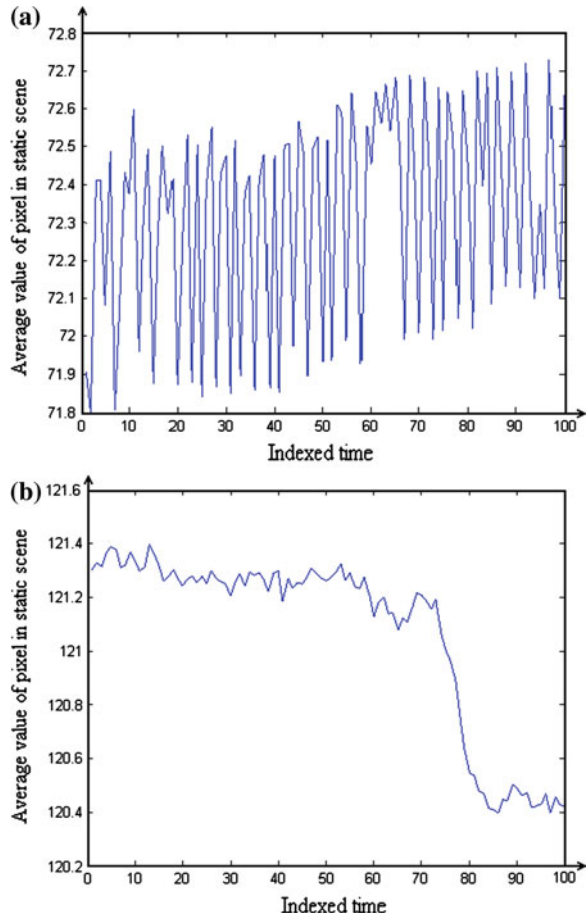 (a)
72.8
72.7
72.6
72.5
72.4
72.3
72.2
72.1
72
71.9
71.8
Average value of pixel in static scene
0 10 20 30 40 50 60 70 80 90 100
Indexed time
(b)
121.6
121.4
121.2
121
120.8
120.6
120.4
120.2
Average value of pixel in static scene
0 10 20 30 40 50 60 70 80 90 100
Indexed time